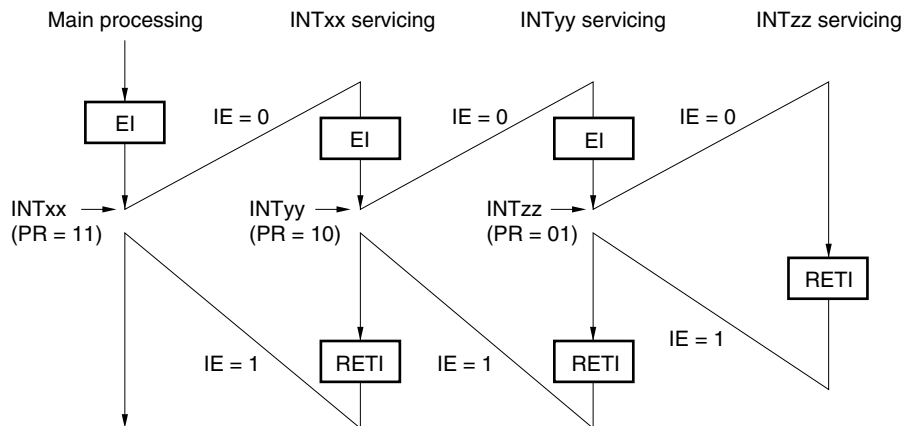 Main processing
INTxx servicing
INTyy servicing
INTzz servicing
EI
IE = 0
EI
IE = 0
EI
IE = 0
INTxx
(PR = 11)
INTyy
(PR = 10)
INTzz
(PR = 01)
RETI
IE = 1
RETI
IE = 1
RETI
IE = 1